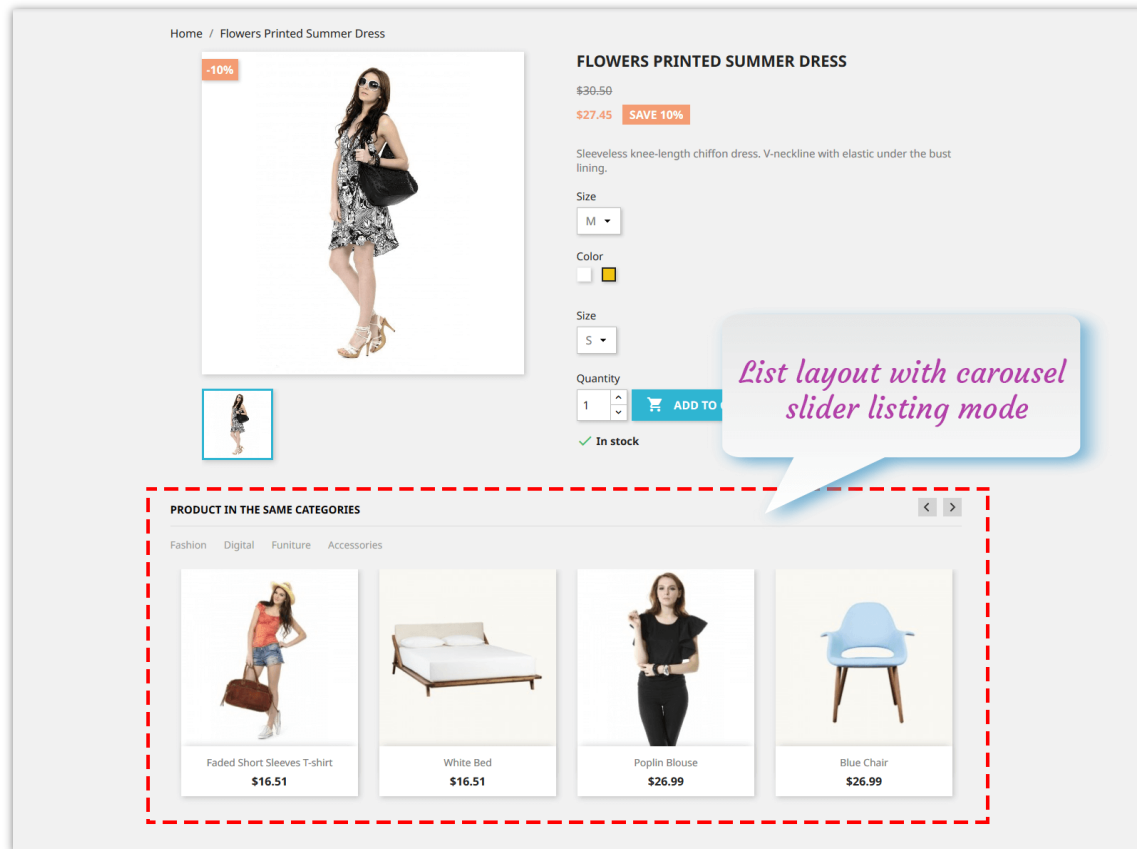 Home / Flowers Printed Summer Dress
-10%
FLOWERS PRINTED SUMMER DRESS
$30.50
$27.45 SAVE 10%
Sleeveless knee-length chiffon dress. V-neckline with elastic under the bust
lining.
Size
M
Color
Size
S
Quantity
1
ADD TO
In stock
List layout with carousel
slider listing mode
PRODUCT IN THE SAME CATEGORIES
Fashion Digital Funiture Accessories
Faded Short Sleeves T-shirt
$16.51
White Bed
$16.51
Poplin Blouse
$26.99
Blue Chair
$26.99